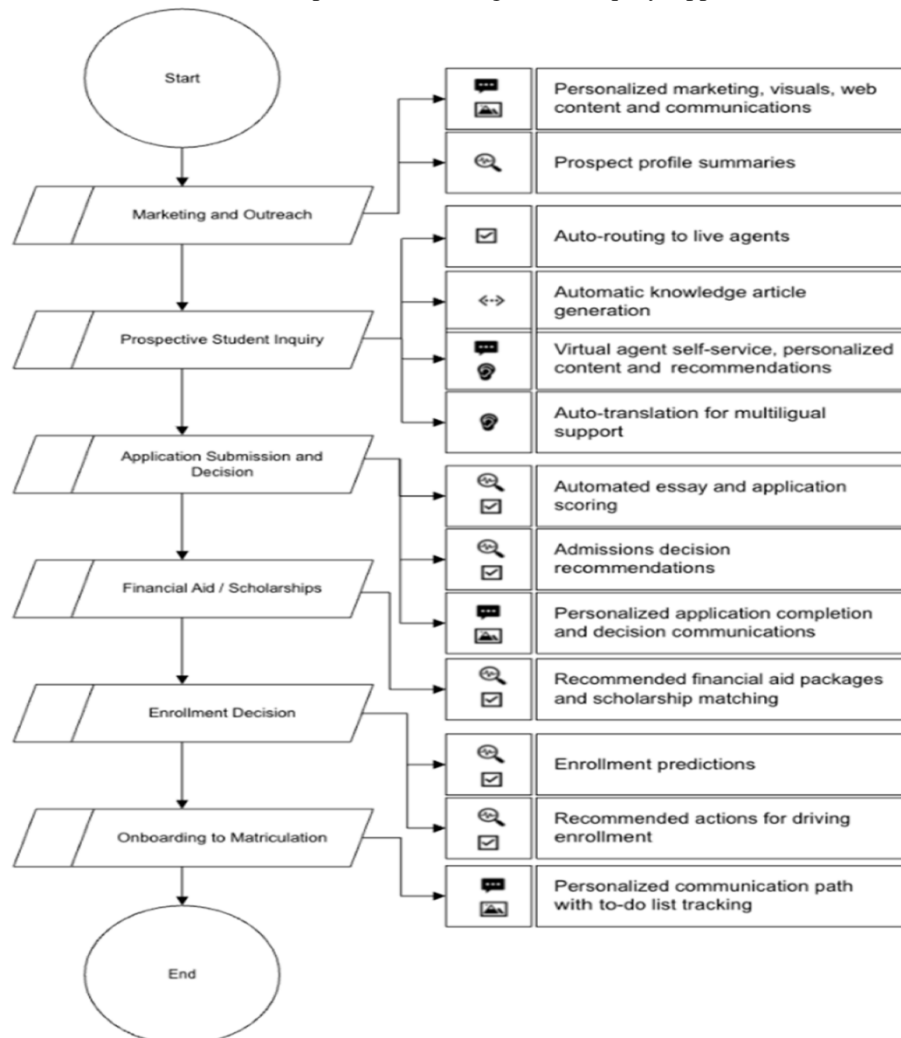 Start
Marketing and Outreach
Prospective Student Inquiry
Application Submission and
Decision
Financial Aid / Scholarships
Enrollment Decision
Onboarding to Matriculation
End
Personalized marketing, visuals, web
content and communications
Prospect profile summaries
Auto-routing to live agents
Automatic knowledge article
generation
Virtual agent self-service, personalized
content and recommendations
Auto-translation for multiligual
support
Automated essay and application
scoring
Admissions decision
recommendations
Personalized application completion
and decision communications
Recommended financial aid packages
and scholarship matching
Enrollment predictions
Recommended actions for driving
enrollment
Personalized communication path
with to-do list tracking